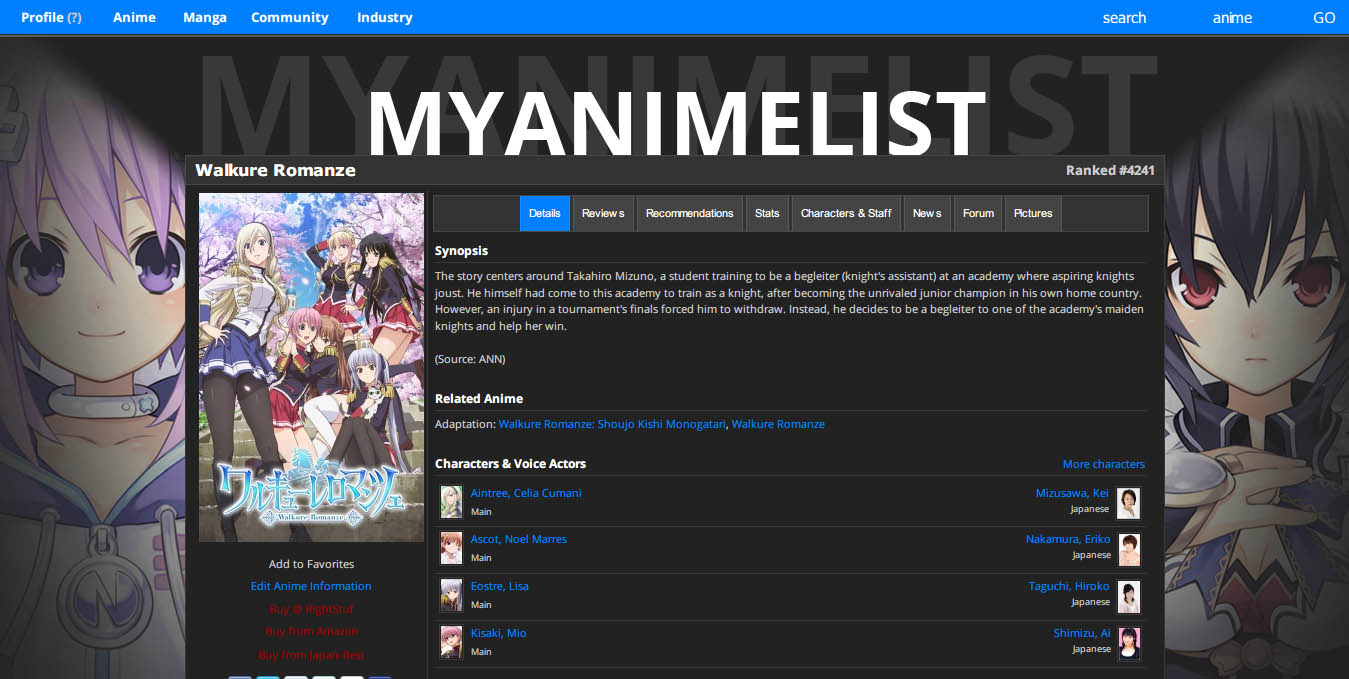 Profile (?) Anime Manga Community Industry search anime GO
MYANIMELIST
MYANIMELIST
Walkure Romanze Ranked #4241
Details Reviews Recommendations Stats Characters & Staff News Forum Pictures
Synopsis
The story centers around Takahiro Mizuno, a student training to be a begleiter (knight's assistant) at an academy where aspiring knights
joust. He himself had come to this academy to train as a knight, after becoming the unrivaled junior champion in his own home country.
However, an injury in a tournament's finals forced him to withdraw. Instead, he decides to be a begleiter to one of the academy's maiden
knights and help her win.
(Source: ANN)
Related Anime
Adaptation: Walkure Romanze: Shoujo Kishi Monogatari, Walkure Romanze
Characters & Voice Actors More characters
Aintree, Celia Cumani Mizusawa, Kei
Main Japanese
Ascot, Noel Marres Nakamura, Eriko
Main Japanese
Eostre, Lisa Taguchi, Hiroko
Main Japanese
Kisaki, Mio Shimizu, Ai
Main Japanese
ワルキューレロマンツェ
Walkure Romanze
Add to Favorites
Edit Anime Information
Buy @ RightStuf
Buy from Amazon
Buy from Japan-Best
N